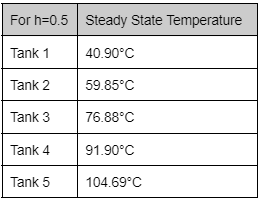 For h=0.5 Steady State Temperature
Tank 1 40.90°C
Tank 2 59.85°C
Tank 3 76.88°C
Tank 4 91.90°C
Tank 5 104.69°C